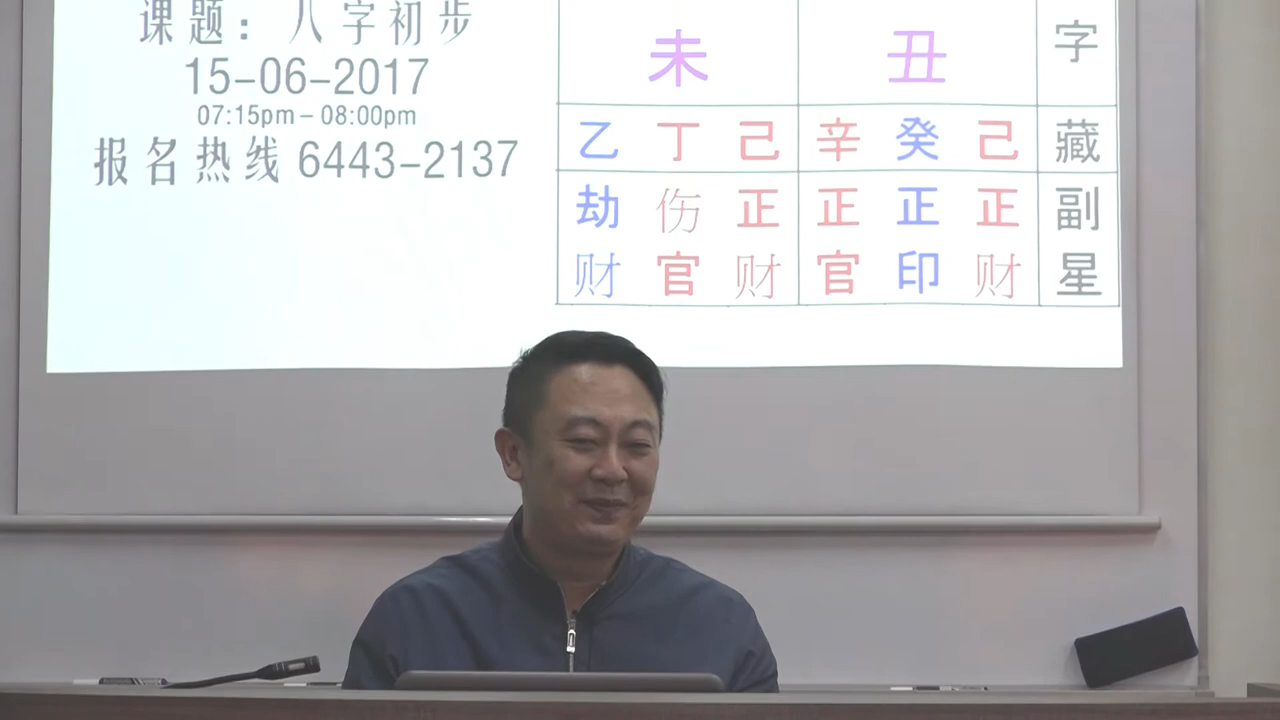 课题：八字初步
15-06-2017
07:15pm – 08:00pm
报名热线 6443-2137
未 丑 字
乙 丁 己 辛 癸 己 藏
劫 伤 正 正 正 正 副
财 官 财 官 印 财 星